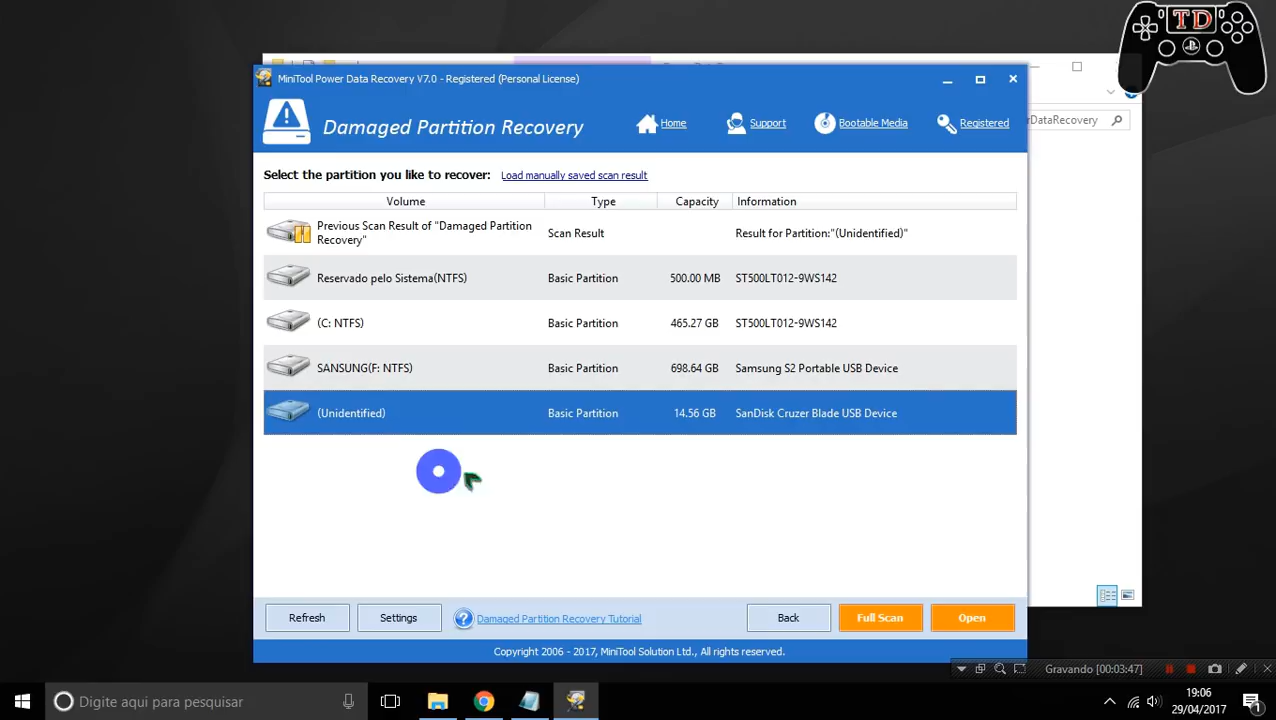 TD
MiniTool Power Data Recovery V7.0 - Registered (Personal License)
Damaged Partition Recovery
Home
Support
Bootable Media
Registered
rDataRecovery
Select the partition you like to recover:
Load manually saved scan result
Volume
Type
Capacity
Information
Previous Scan Result of "Damaged Partition
Recovery"
Scan Result
Result for Partition:"(Unidentified)"
Reservado pelo Sistema(NTFS)
Basic Partition
500.00 MB
ST500LT012-9WS142
(C: NTFS)
Basic Partition
465.27 GB
ST500LT012-9WS142
SANSUNG(F: NTFS)
Basic Partition
698.64 GB
Samsung S2 Portable USB Device
(Unidentified)
Basic Partition
14.56 GB
SanDisk Cruzer Blade USB Device
Refresh
Settings
Damaged Partition Recovery Tutorial
Back
Full Scan
Open
Copyright 2006 - 2017, MiniTool Solution Ltd., All rights reserved.
Gravando [00:03:47]
Digite aqui para pesquisar
19:06
29/04/2017
1